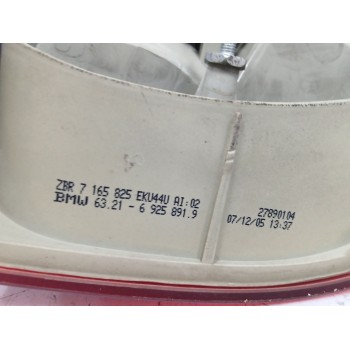 ZBR 7 165 825 EKU44U AI:02
BMW 63.21 - 6 925 891.9
27890104
07/12/05 13:37